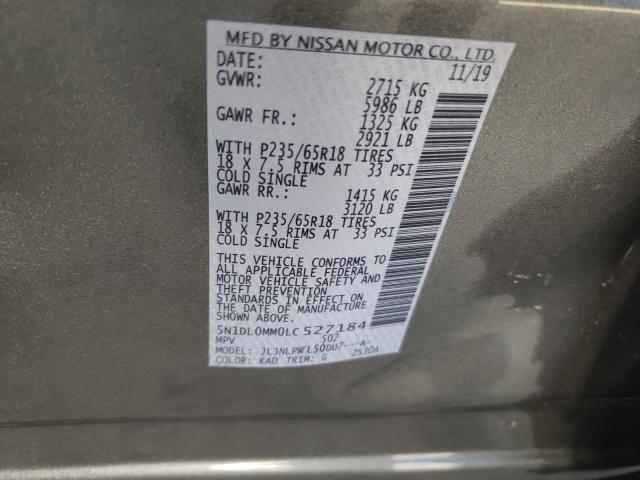 MFD BY NISSAN MOTOR CO., LTD.
DATE: 11/19
GVWR: 2715 KG
5986 LB
GAWR FR.: 1325 KG
2921 LB
WITH P235/65R18 TIRES
18 X 7.5 RIMS AT 33 PSI
COLD SINGLE
GAWR RR.: 1415 KG
3120 LB
WITH P235/65R18 TIRES
18 X 7.5 RIMS AT 33 PSI
COLD SINGLE
THIS VEHICLE CONFORMS TO
ALL APPLICABLE FEDERAL
MOTOR VEHICLE SAFETY AND
THEFT PREVENTION
STANDARDS IN EFFECT ON
THE DATE OF MANUFACTURE
SHOWN ABOVE.
5N1DL0MM0LC 527184
MPV 502
MODEL: JLJNLPWL50DU7---A-
COLOR: KAD TRIM: G 2S30A